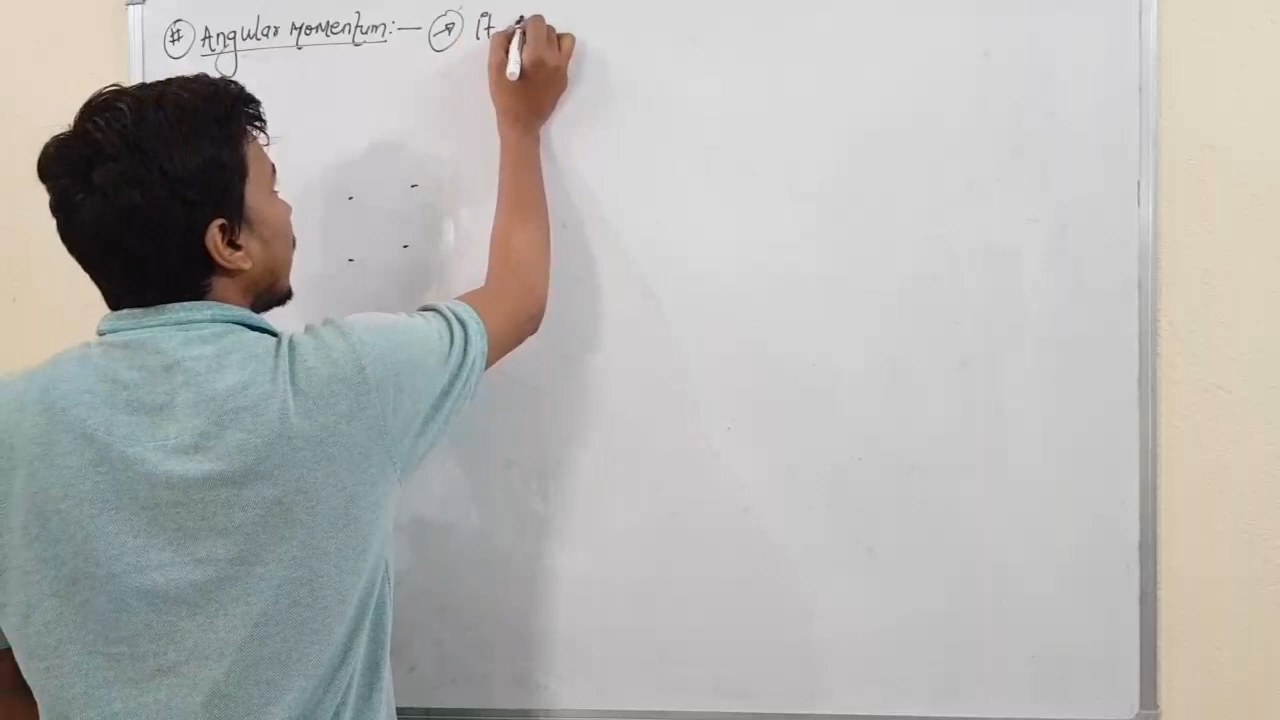 # Angular Momentum:— → It